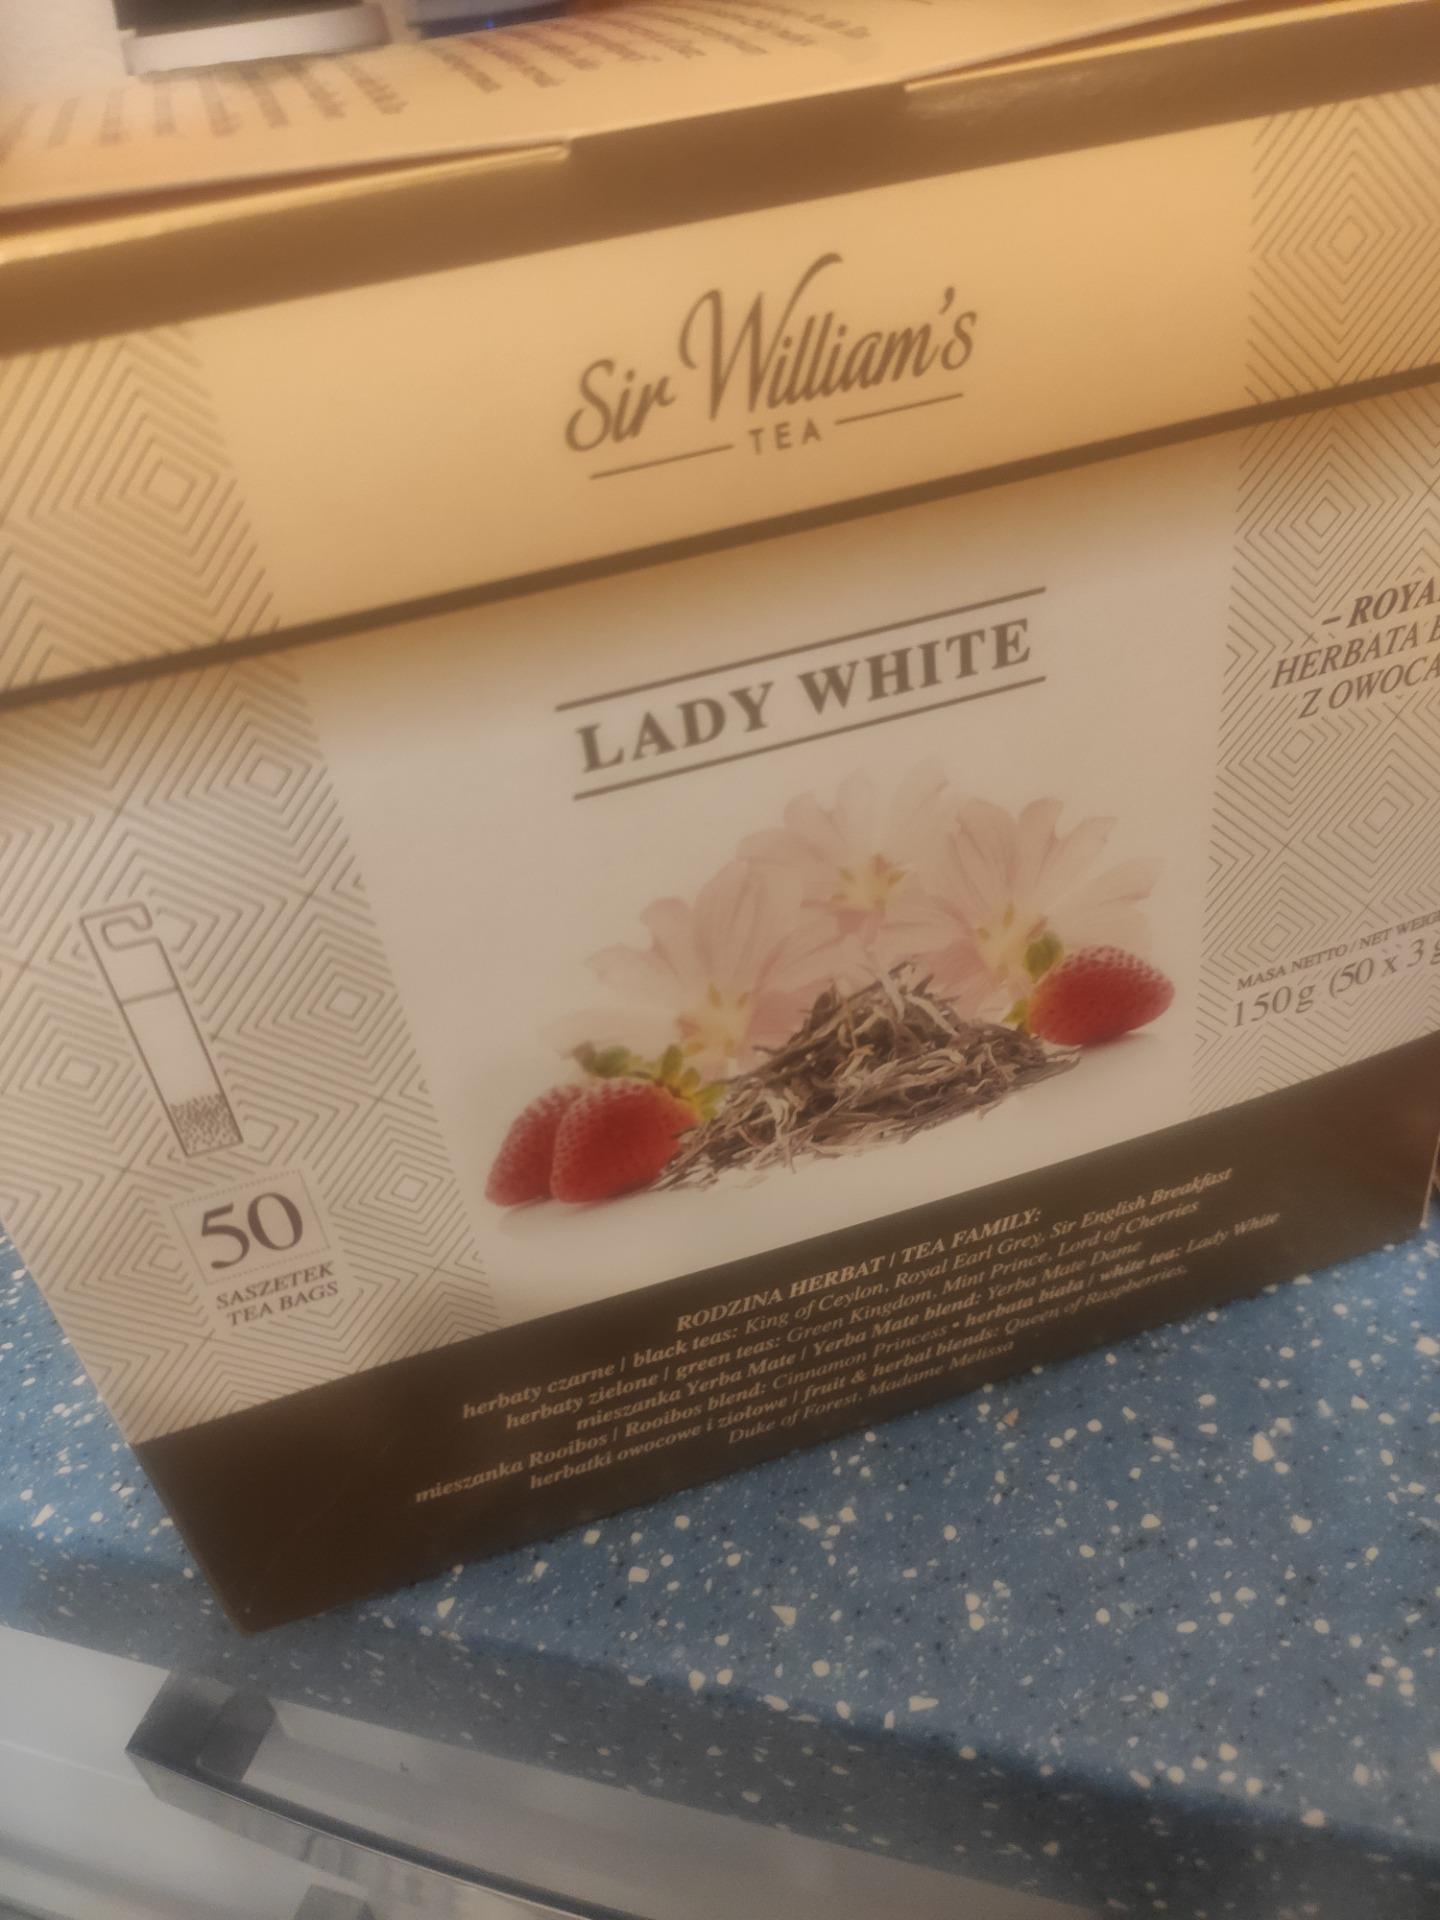 Sir William's
TEA
LADY WHITE
– ROYA
HERBATA B
Z OWOCA
MASA NETTO / NET WEIG
150g (50 x 3g
50
SASZETEK
TEA BAGS
RODZINA HERBAT / TEA FAMILY:
herbaty czarne | black teas: King of Ceylon, Royal Earl Grey, Sir English Breakfast
herbaty zielone | green teas: Green Kingdom, Mint Prince, Lord of Cherries
mieszanka Yerba Mate | Yerba Mate blend: Yerba Mate Dame
mieszanka Rooibos | Rooibos blend: Cinnamon Princess • herbata biała | white tea: Lady White
herbatki owocowe i ziołowe | fruit & herbal blends: Queen of Raspberries,
Duke of Forest, Madame Melissa